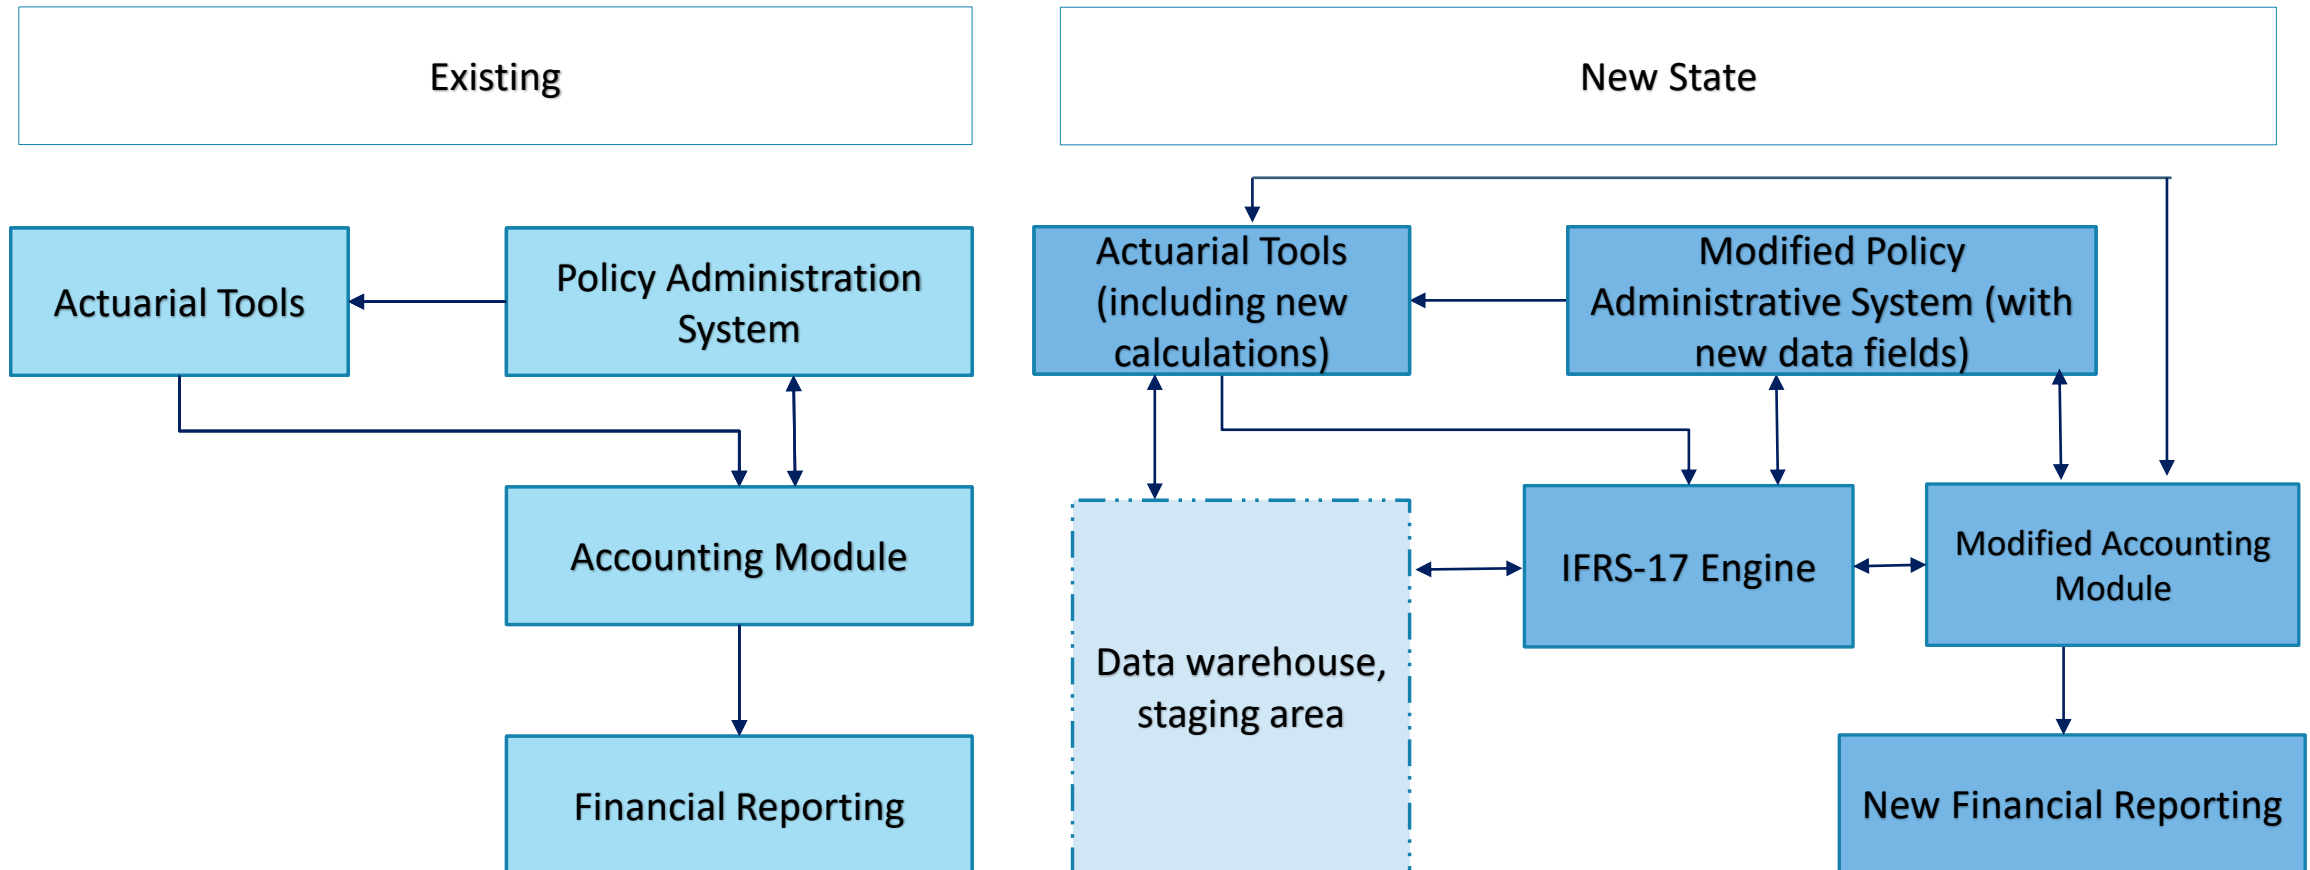 Existing
New State
Actuarial Tools
Policy Administration
System
Accounting Module
Financial Reporting
Actuarial Tools
(including new
calculations)
Modified Policy
Administrative System (with
new data fields)
Data warehouse,
staging area
IFRS-17 Engine
Modified Accounting
Module
New Financial Reporting